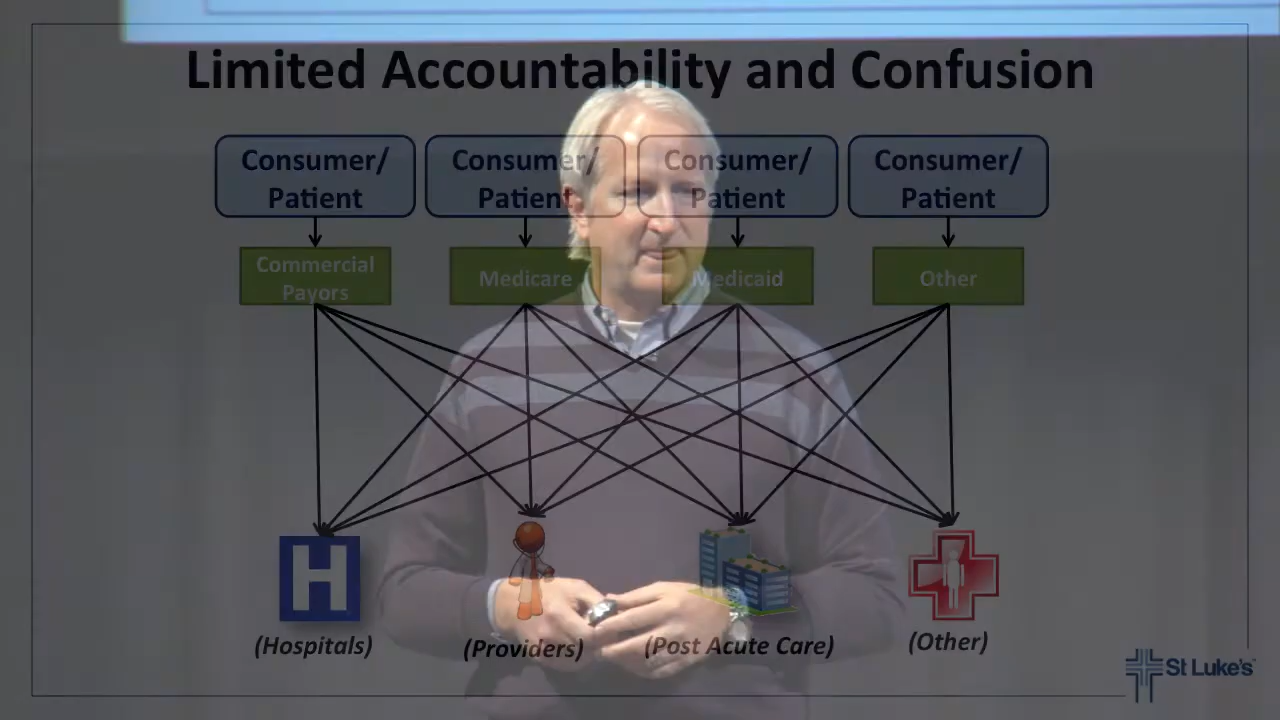 Limited Accountability and Confusion
Consumer/
Patient
Consumer/
Patient
Consumer/
Patient
Consumer/
Patient
Commercial
Payors
Medicare
Medicaid
Other
H
(Hospitals)
(Providers)
(Post Acute Care)
(Other)
St Luke's